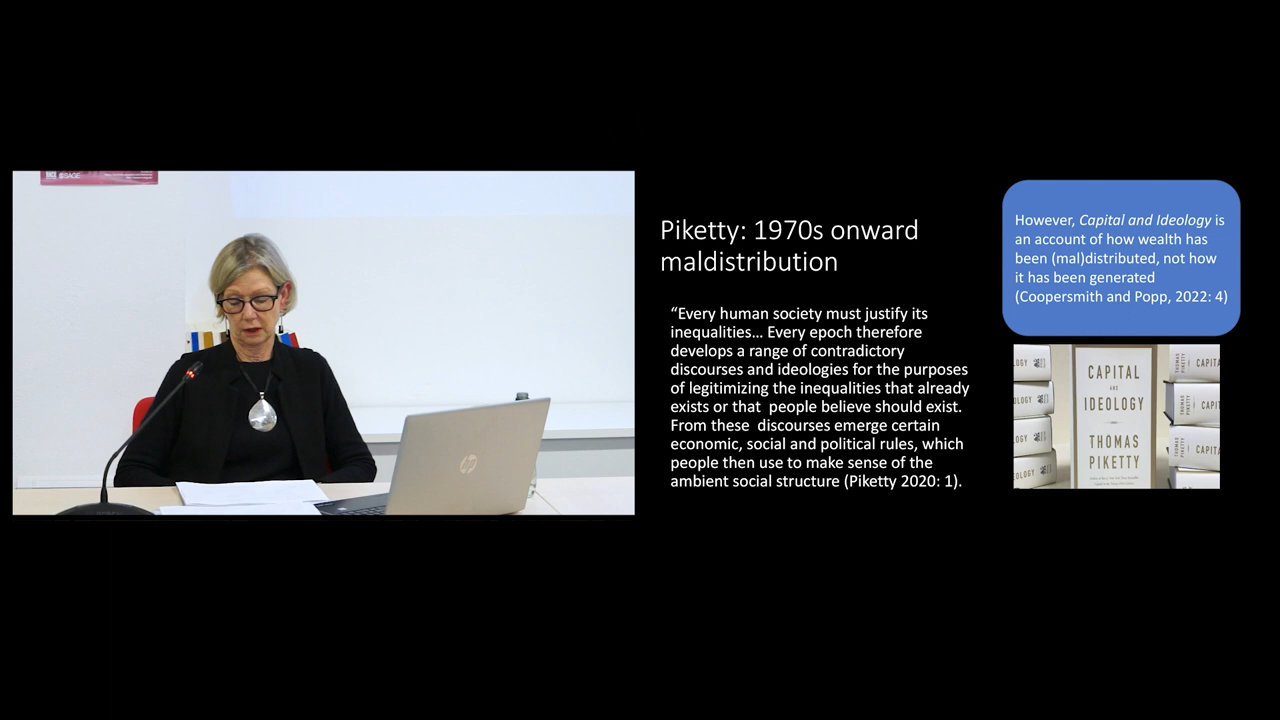 SAGE
Piketty: 1970s onward
maldistribution
“Every human society must justify its
inequalities… Every epoch therefore
develops a range of contradictory
discourses and ideologies for the purposes
of legitimizing the inequalities that already
exists or that  people believe should exist.
From these  discourses emerge certain
economic, social and political rules, which
people then use to make sense of the
ambient social structure (Piketty 2020: 1).
However, Capital and Ideology is
an account of how wealth has
been (mal)distributed, not how
it has been generated
(Coopersmith and Popp, 2022: 4)
CAPITAL
AND
IDEOLOGY
THOMAS
PIKETTY
hp